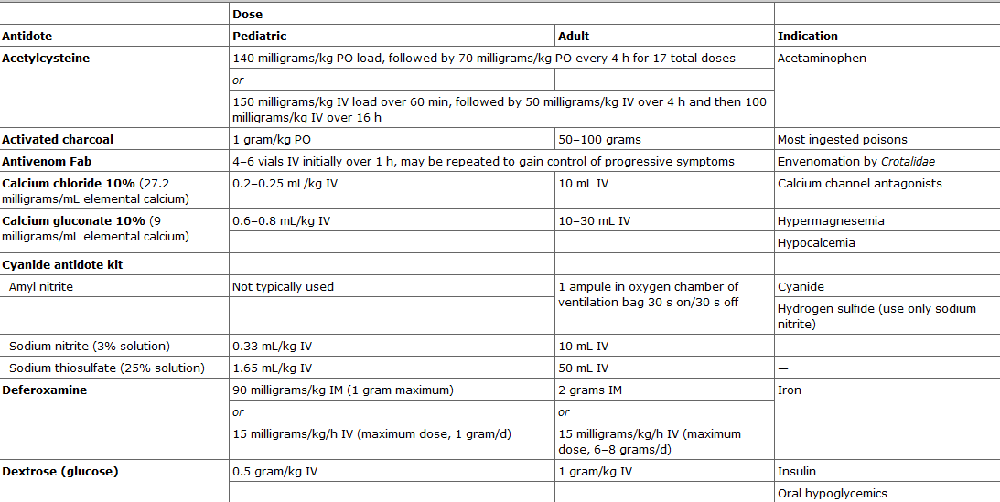 Dose
Antidote Pediatric Adult Indication
Acetylcysteine 140 milligrams/kg PO load, followed by 70 milligrams/kg PO every 4 h for 17 total doses Acetaminophen
or
150 milligrams/kg IV load over 60 min, followed by 50 milligrams/kg IV over 4 h and then 100
milligrams/kg IV over 16 h
Activated charcoal 1 gram/kg PO 50–100 grams Most ingested poisons
Antivenom Fab 4–6 vials IV initially over 1 h, may be repeated to gain control of progressive symptoms Envenomation by Crotalidae
Calcium chloride 10% (27.2 0.2–0.25 mL/kg IV 10 mL IV Calcium channel antagonists
milligrams/mL elemental calcium)
Calcium gluconate 10% (9 0.6–0.8 mL/kg IV 10–30 mL IV Hypermagnesemia
milligrams/mL elemental calcium)
Hypocalcemia
Cyanide antidote kit
Amyl nitrite Not typically used 1 ampule in oxygen chamber of Cyanide
ventilation bag 30 s on/30 s off
Hydrogen sulfide (use only sodium
nitrite)
Sodium nitrite (3% solution) 0.33 mL/kg IV 10 mL IV —
Sodium thiosulfate (25% solution) 1.65 mL/kg IV 50 mL IV —
Deferoxamine 90 milligrams/kg IM (1 gram maximum) 2 grams IM Iron
or or
15 milligrams/kg/h IV (maximum dose, 1 gram/d) 15 milligrams/kg/h IV (maximum
dose, 6–8 grams/d)
Dextrose (glucose) 0.5 gram/kg IV 1 gram/kg IV Insulin
Oral hypoglycemics